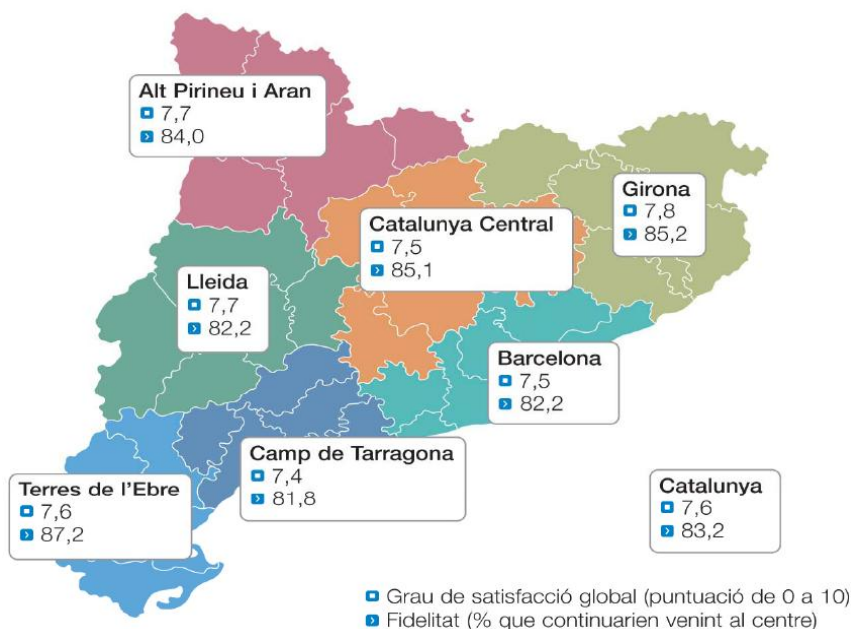 Alt Pirineu i Aran
7,7
84,0
Girona
7,8
85,2
Catalunya Central
7,5
85,1
Lleida
7,7
82,2
Barcelona
7,5
82,2
Camp de Tarragona
7,4
81,8
Terres de l'Ebre
7,6
87,2
Catalunya
7,6
83,2
Grau de satisfacció global (puntuació de 0 a 10)
Fidelitat (% que continuarien venint al centre)